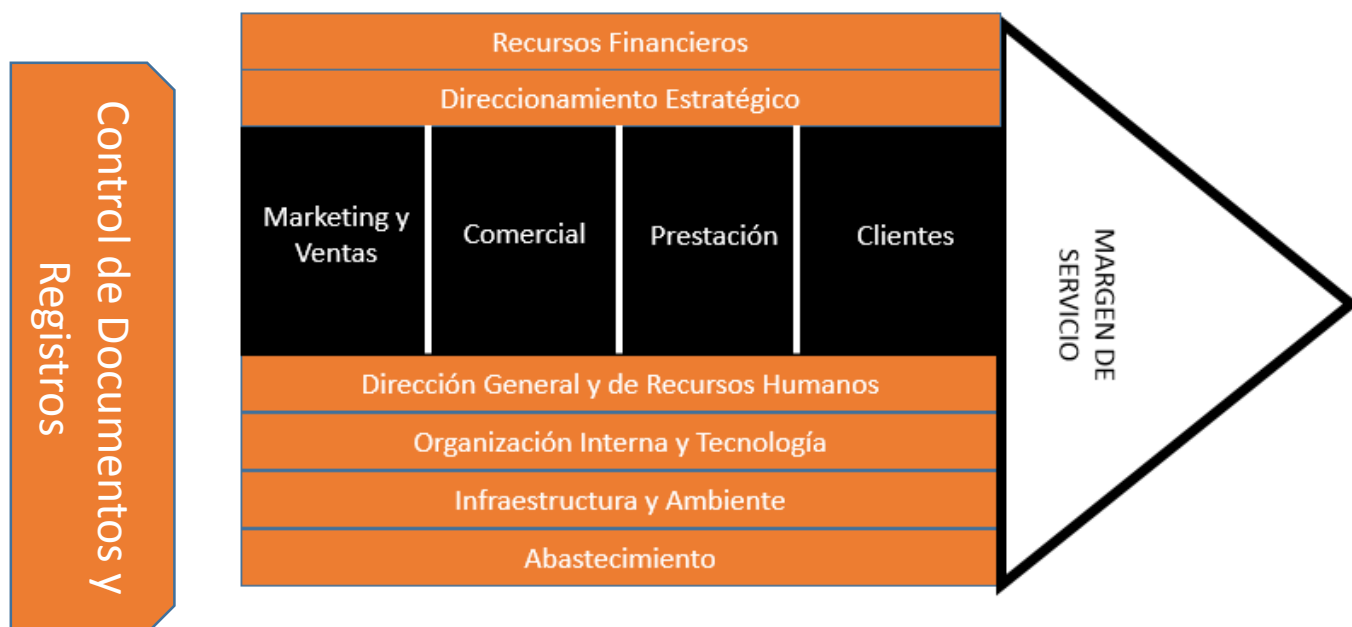 Control de Documentos y
Registros
Recursos Financieros
Direccionamiento Estratégico
Marketing y
Ventas
Comercial
Prestación
Clientes
Dirección General y de Recursos Humanos
Organización Interna y Tecnología
Infraestructura y Ambiente
Abastecimiento
MARGEN DE
SERVICIO